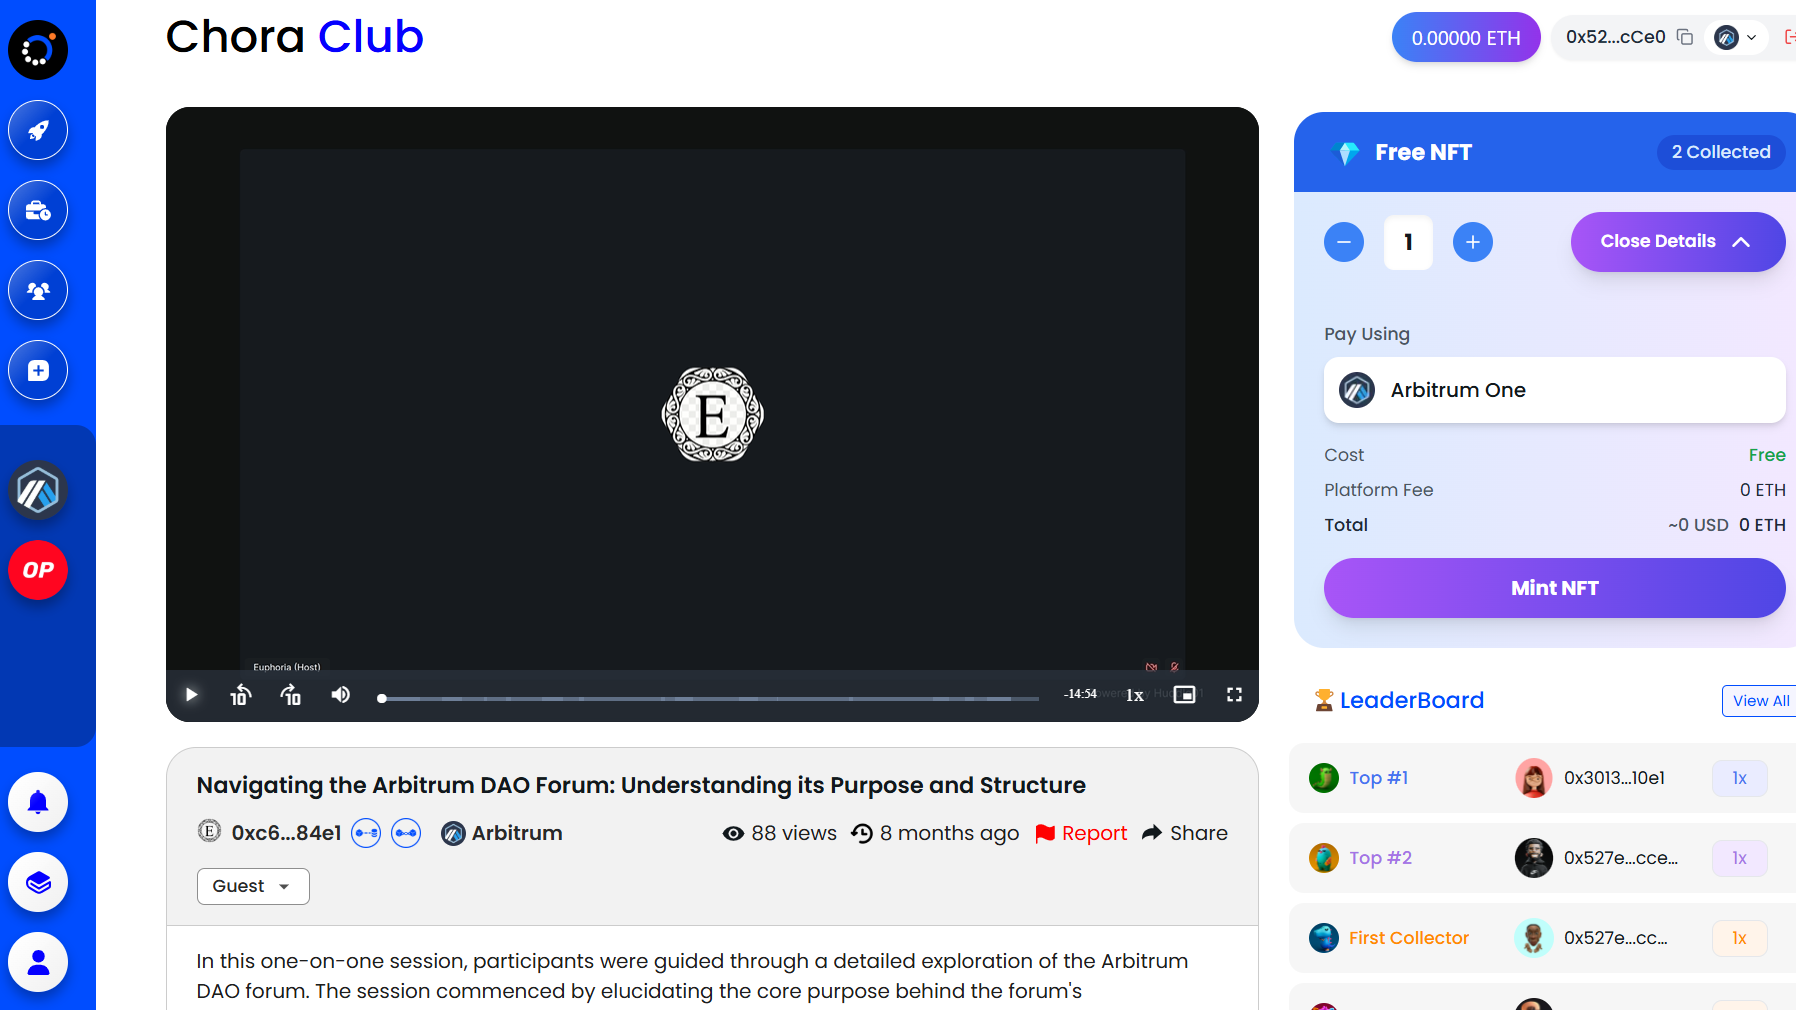 Chora Club
0.00000 ETH
0x52...cCe0
Free NFT
2 Collected
1
Close Details
Pay Using
Arbitrum One
Cost
Free
Platform Fee
0 ETH
Total
~0 USD 0 ETH
Mint NFT
OP
E
Euphoria (Host)
10
10
-14:54
1x
LeaderBoard
View All
Top #1
0x3013...10e1
1x
Top #2
0x527e...cce...
1x
First Collector
0x527e...cc...
1x
Navigating the Arbitrum DAO Forum: Understanding its Purpose and Structure
E
0xc6...84e1
Arbitrum
88 views
8 months ago
Report
Share
Guest
In this one-on-one session, participants were guided through a detailed exploration of the Arbitrum
DAO forum. The session commenced by elucidating the core purpose behind the forum's